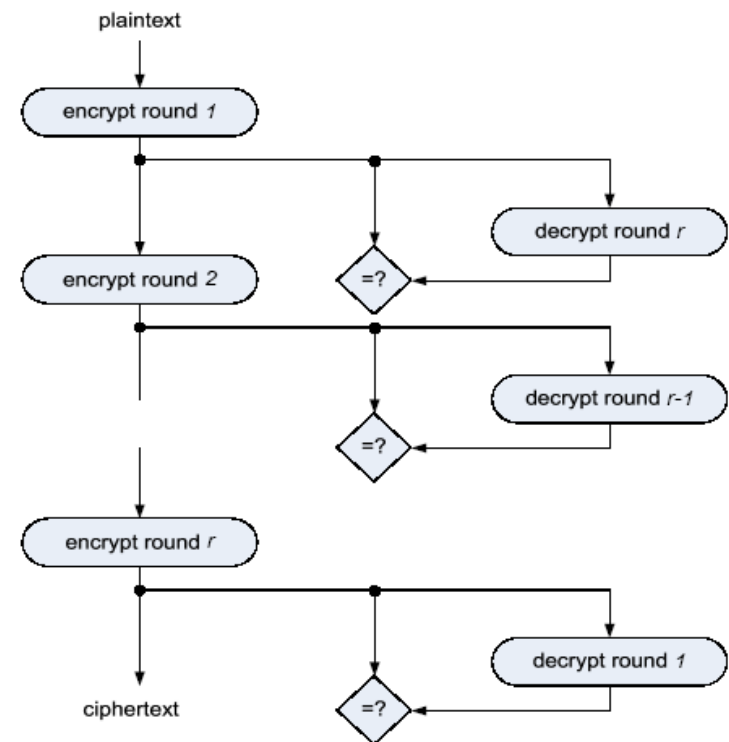 plaintext
encrypt round 1
decrypt round r
encrypt round 2
=?
decrypt round r-1
=?
encrypt round r
decrypt round 1
ciphertext
=?